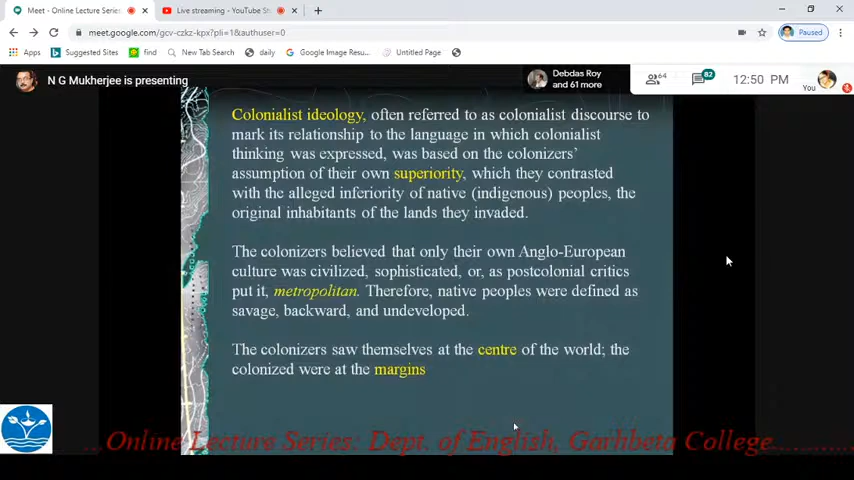 Meet - Online Lecture Series:
Live streaming - YouTube St
meet.google.com/gcv-czkz-kpx?pli=1&authuser=0
Paused
Apps
Suggested Sites
find
New Tab Search
daily
Google Image Resu...
Untitled Page
N G Mukherjee is presenting
Debdas Roy
and 61 more
64
82
12:50 PM
You
Colonialist ideology, often referred to as colonialist discourse to
mark its relationship to the language in which colonialist
thinking was expressed, was based on the colonizers'
assumption of their own superiority, which they contrasted
with the alleged inferiority of native (indigenous) peoples, the
original inhabitants of the lands they invaded.
The colonizers believed that only their own Anglo-European
culture was civilized, sophisticated, or, as postcolonial critics
put it, metropolitan. Therefore, native peoples were defined as
savage, backward, and undeveloped.
The colonizers saw themselves at the centre of the world; the
colonized were at the margins
...Online Lecture Series: Dept. of English, Garhbeta College............